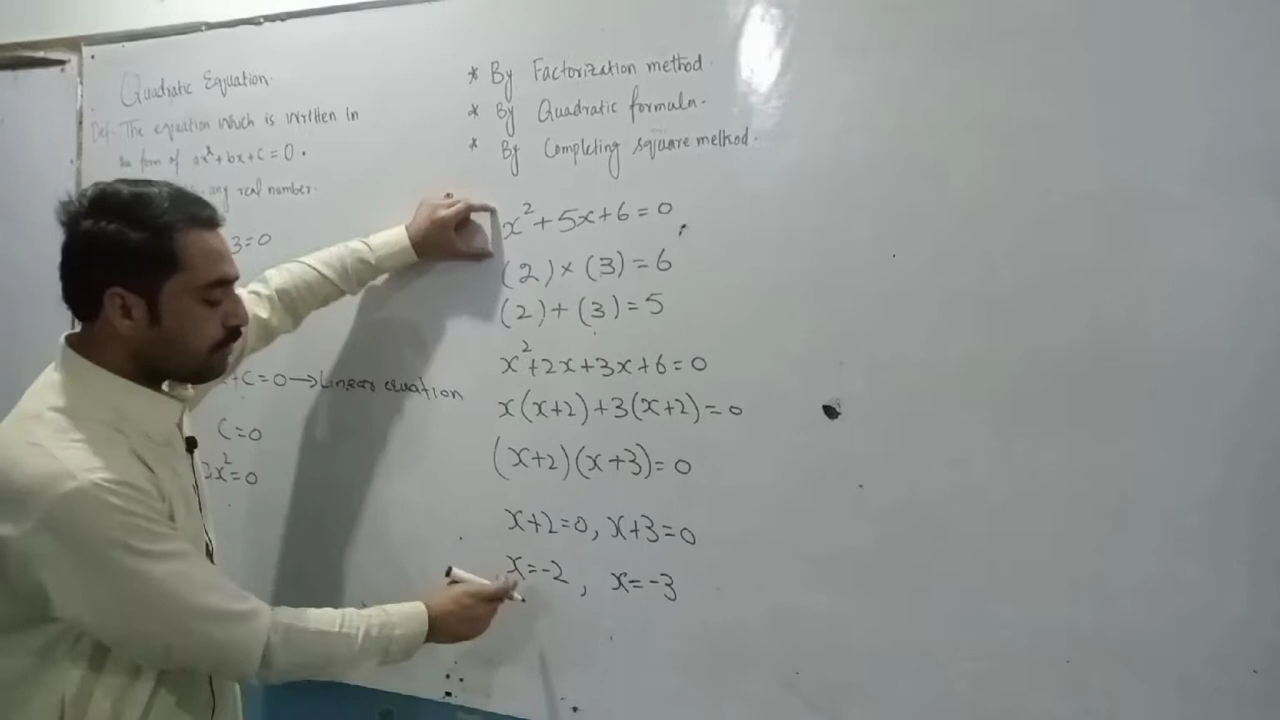 Quadratic Equation.
Def. The equation which is written in
the form of ax²+bx+c=0.
any real number.
3=0
+C=0→Linear equation
C=0
x²=0
* By Factorization method.
* By Quadratic formula.
* By Completing square method.
x²+5x+6=0
(2)×(3)=6
(2)+(3)=5
x²+2x+3x+6=0
x(x+2)+3(x+2)=0
(x+2)(x+3)=0
x+2=0, x+3=0
x=-2, x=-3